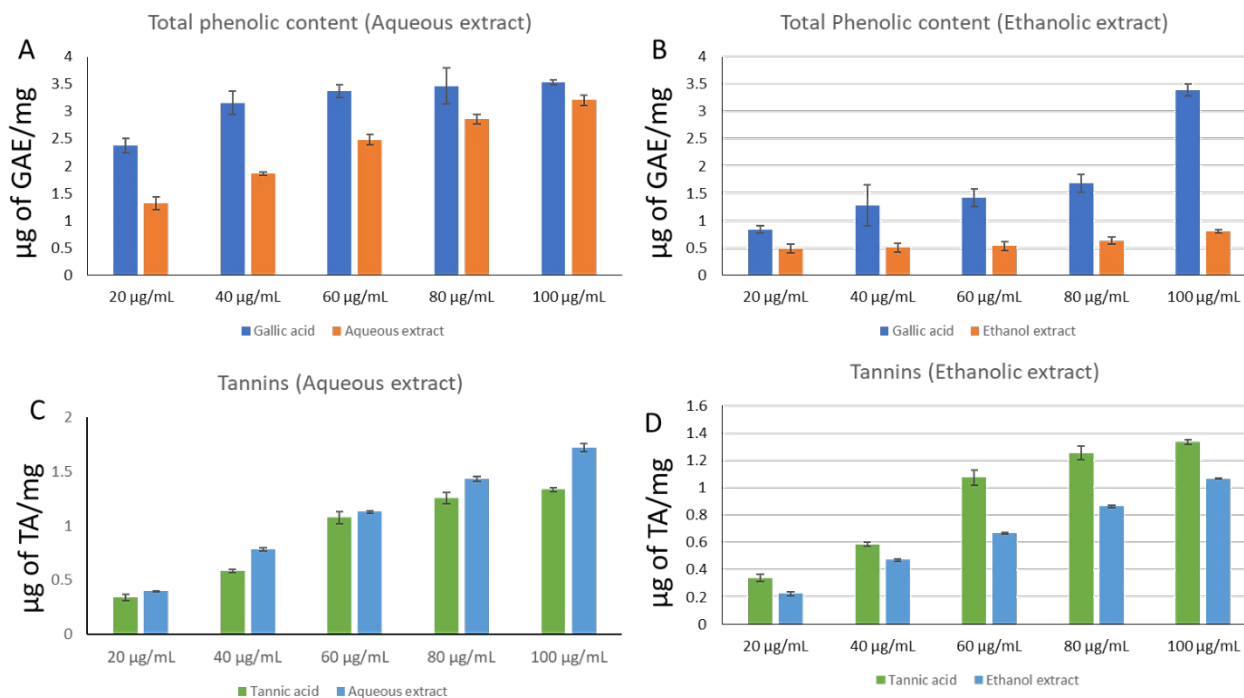 Total phenolic content (Aqueous extract)
A
µg of GAE/mg
4
3.5
3
2.5
2
1.5
1
0.5
0
20 µg/mL 40 µg/mL 60 µg/mL 80 µg/mL 100 µg/mL
Gallic acid Aqueous extract
Total Phenolic content (Ethanolic extract)
B
µg of GAE/mg
4
3.5
3
2.5
2
1.5
1
0.5
0
20 µg/mL 40 µg/mL 60 µg/mL 80 µg/mL 100 µg/mL
Gallic acid Ethanol extract
Tannins (Aqueous extract)
C
µg of TA/mg
2
1.5
1
0.5
0
20 µg/mL 40 µg/mL 60 µg/mL 80 µg/mL 100 µg/mL
Tannic acid Aqueous extract
Tannins (Ethanolic extract)
D
µg of TA/mg
1.6
1.4
1.2
1
0.8
0.6
0.4
0.2
0
20 µg/mL 40 µg/mL 60 µg/mL 80 µg/mL 100 µg/mL
Tannic acid Ethanol extract